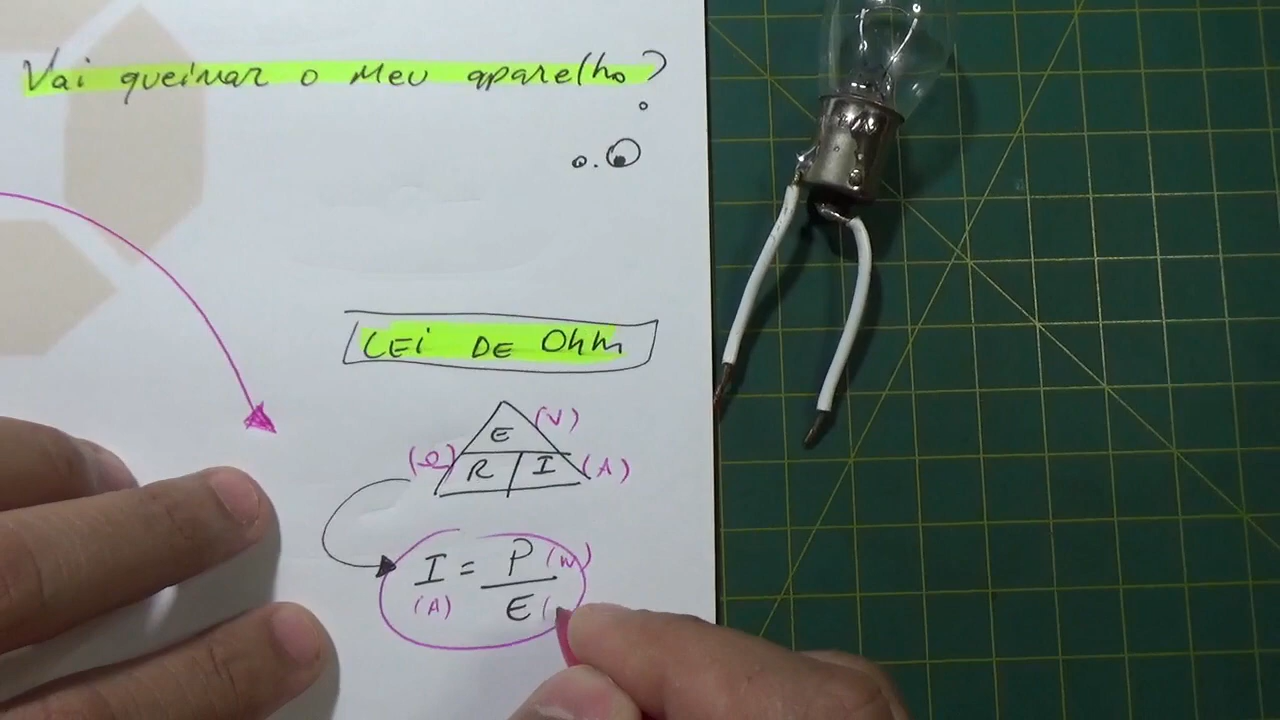 Vai queimar o meu aparelho?
LEI DE Ohm
E (V)
(Ω) R I (A)
I = P (W)
(A) E (